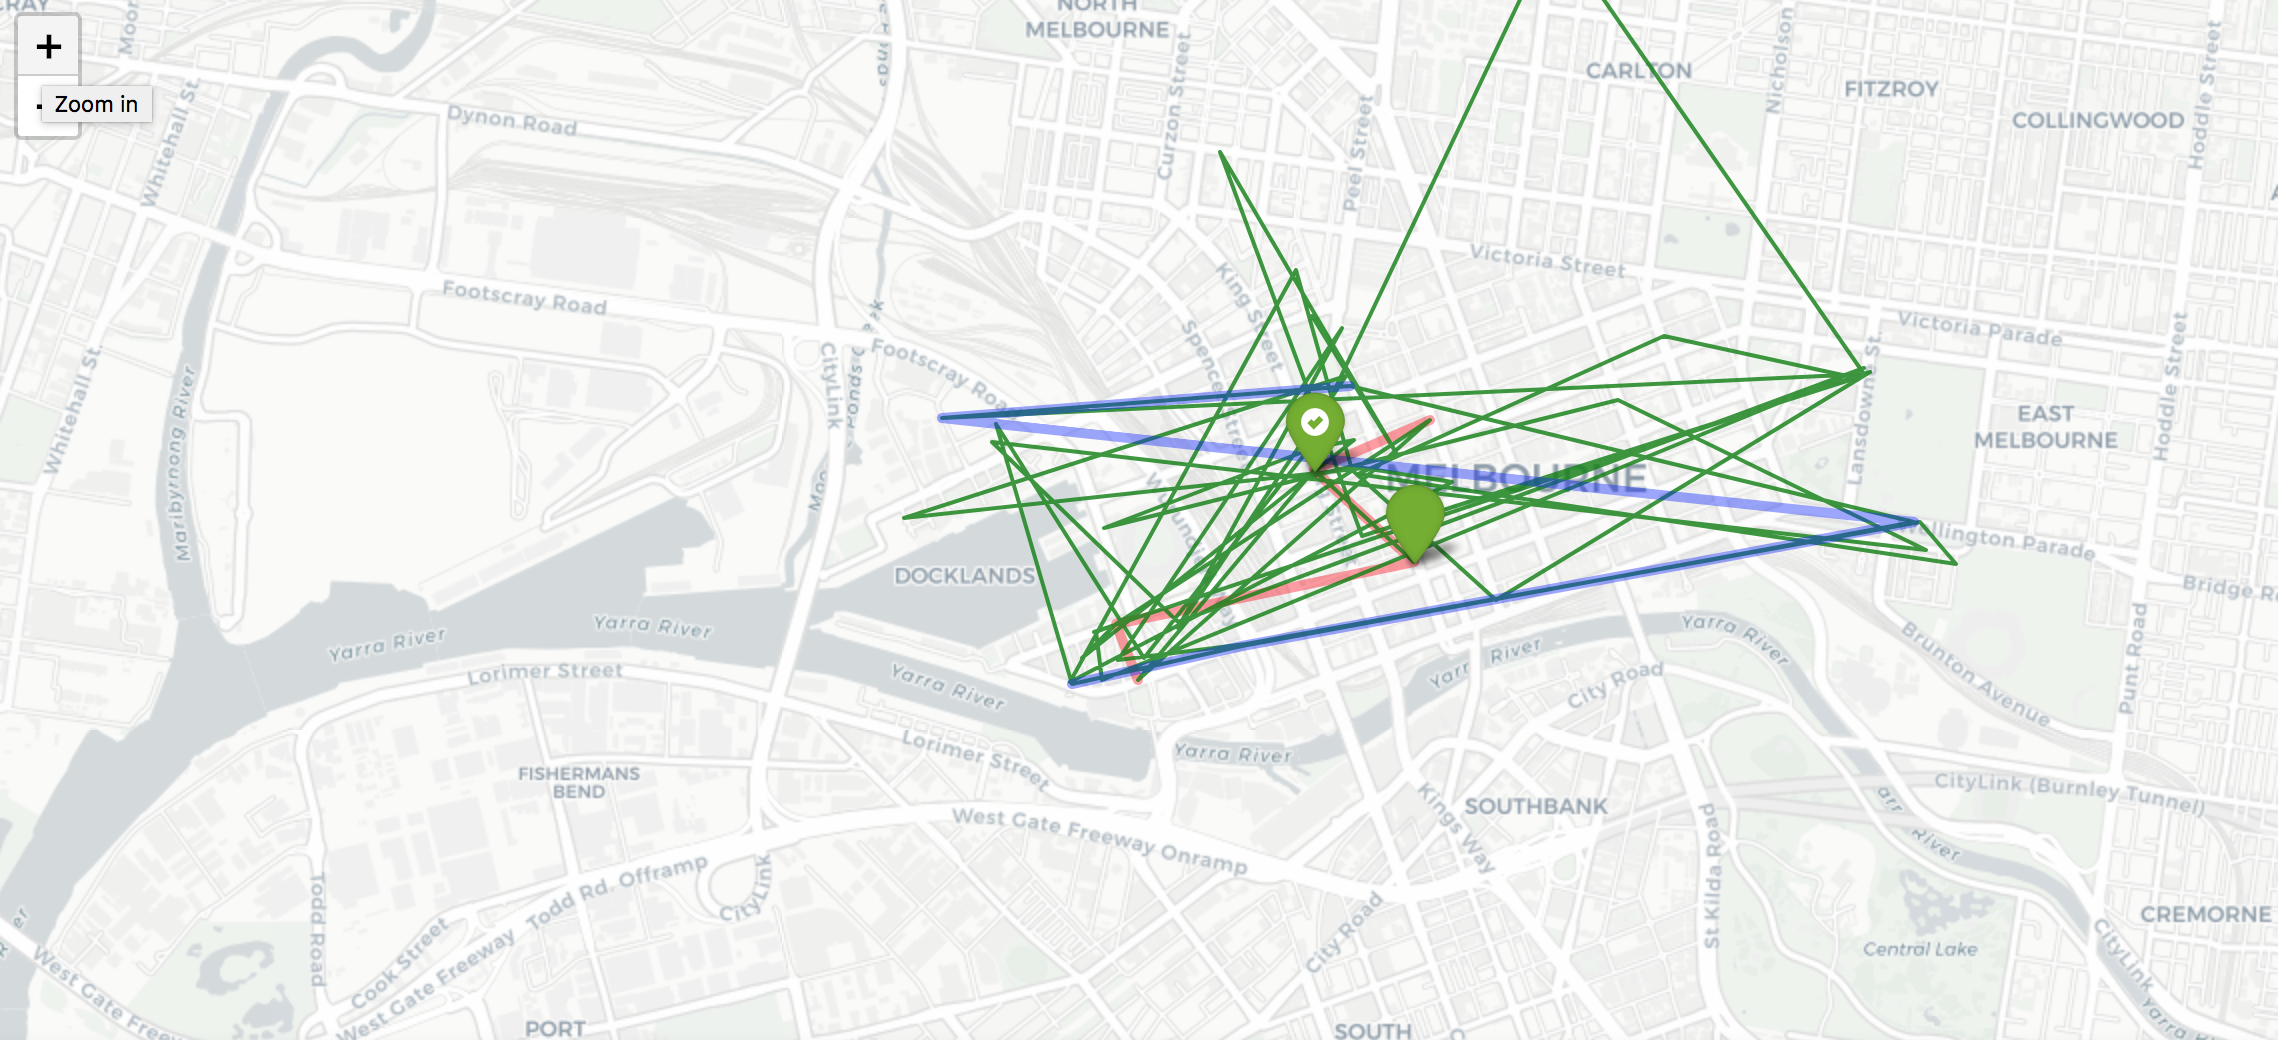 NORTH
MELBOURNE
+
Zoom in
CARLTON
Nicholson
FITZROY
COLLINGWOOD
Hoddle Street
Dynon Road
Whitehall St.
Curzon Street
Peel Street
Victoria Street
King Street
Footscray Road
Footscray Road
Victoria Parade
Hoddle Street
CityLink
Lansdowne St.
EAST
MELBOURNE
Whitehall St.
Maribyrnong River
MELBOURNE
DOCKLANDS
Bridge
Yarra River
Yarra River
Yarra River
Yarra River
Yarra River
Yarra River
Brunton Avenue
Punt Road
Lorimer Street
Lorimer Street
City Road
FISHERMANS
BEND
CityLink (Burnley Tunnel)
SOUTHBANK
Kings Way
St Kilda Road
River
West Gate Freeway Onramp
Todd Rd. Offramp
CityLink
Todd Road
Cook Street
West Gate Freeway
West Gate
City Road
CREMORNE
Central Lake
CityLink
Yarra
PORT
SOUTH